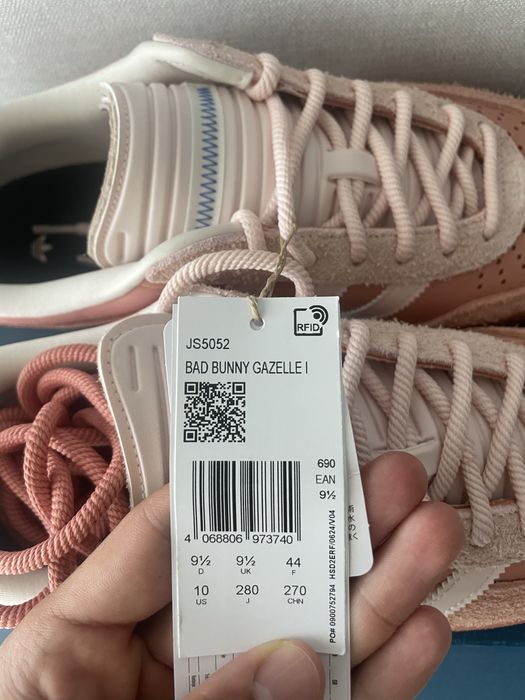 RFID
JS5052
BAD BUNNY GAZELLE I
690
EAN
9½
4 068806 973740
9½ 9½ 44
D UK F
10 280 270
US J CHN
PO# 0900752794 HSD2ERF/0624/V04